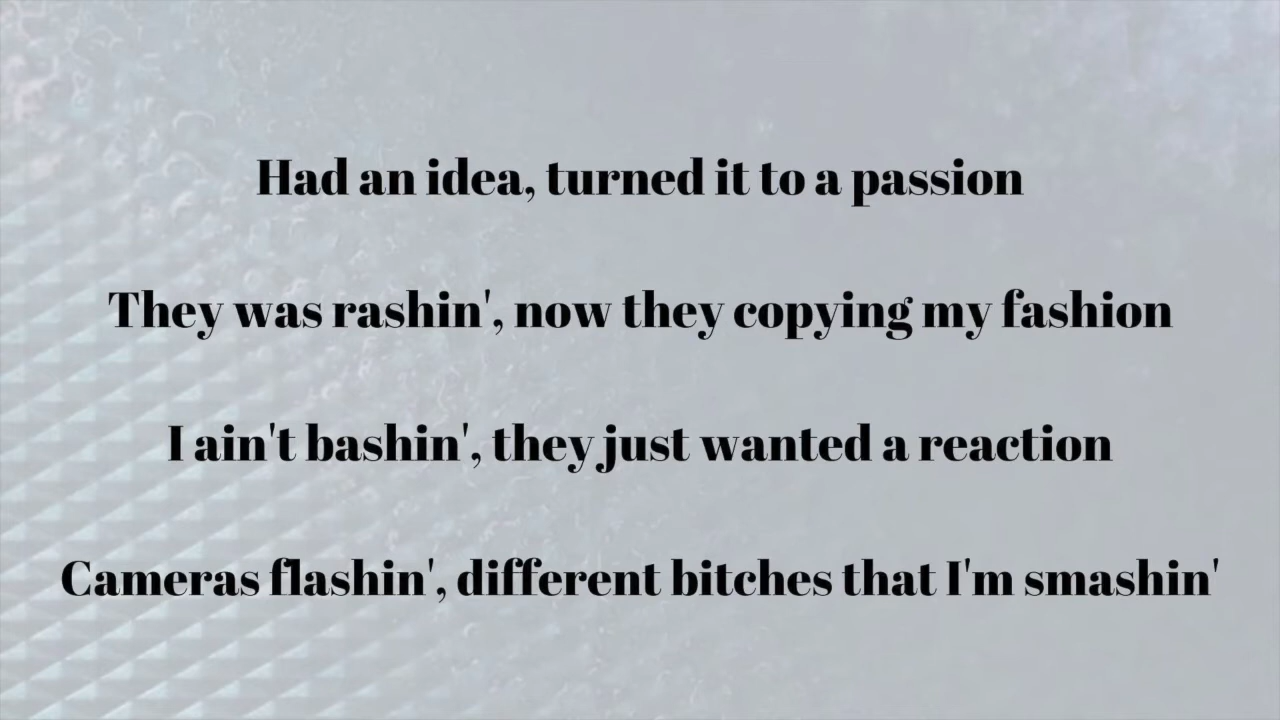 Had an idea, turned it to a passion
They was rashin', now they copying my fashion
I ain't bashin', they just wanted a reaction
Cameras flashin', different bitches that I'm smashin'